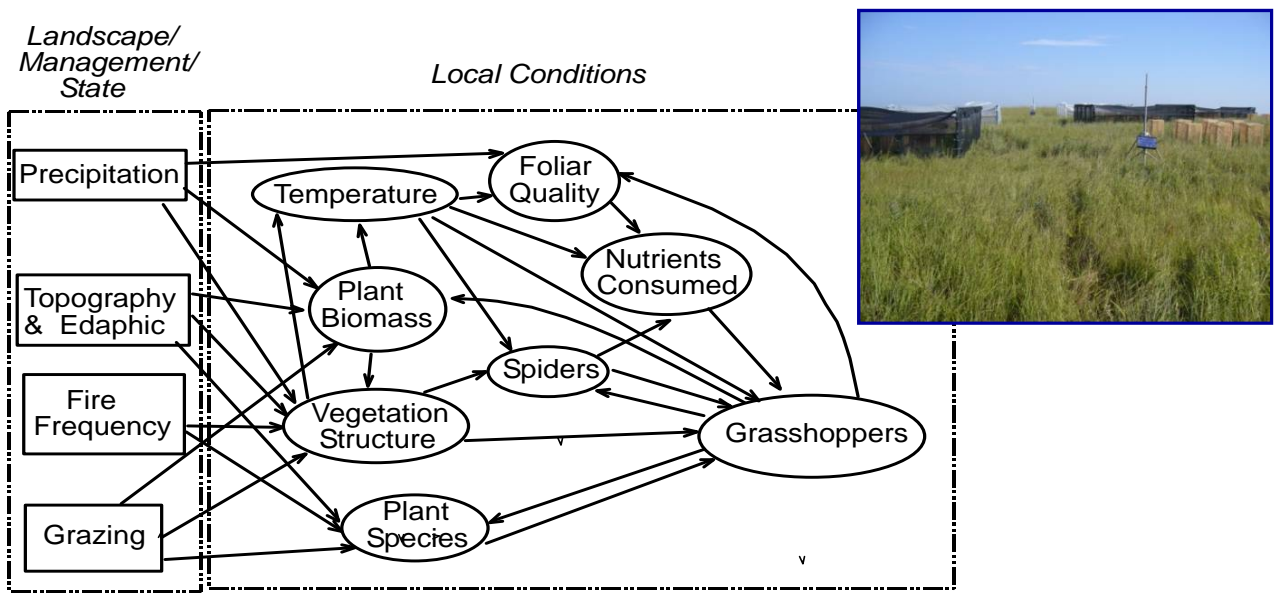 Landscape/
Management/
State
Local Conditions
Precipitation
Topography
& Edaphic
Fire
Frequency
Grazing
Temperature
Foliar
Quality
Nutrients
Consumed
Plant
Biomass
Spiders
Vegetation
Structure
Grasshoppers
Plant
Species